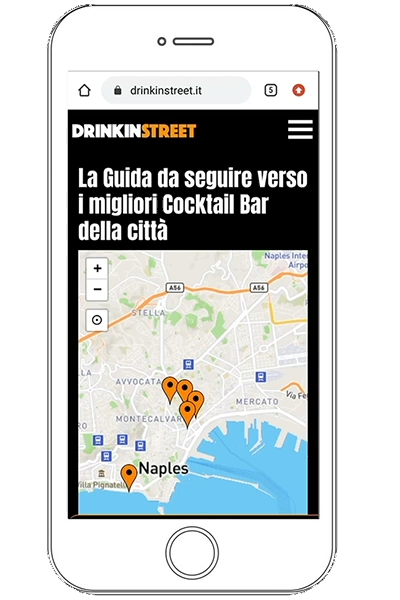 drinkinstreet.it
5
DRINKINSTREET
La Guida da seguire verso
i migliori Cocktail Bar
della città
+
−
Naples Inter
Airpo
A56
A56
STELLA
AVVOCATA
MERCATO
Via Fe
MONTECALVAR
Naples
Villa Pignatel